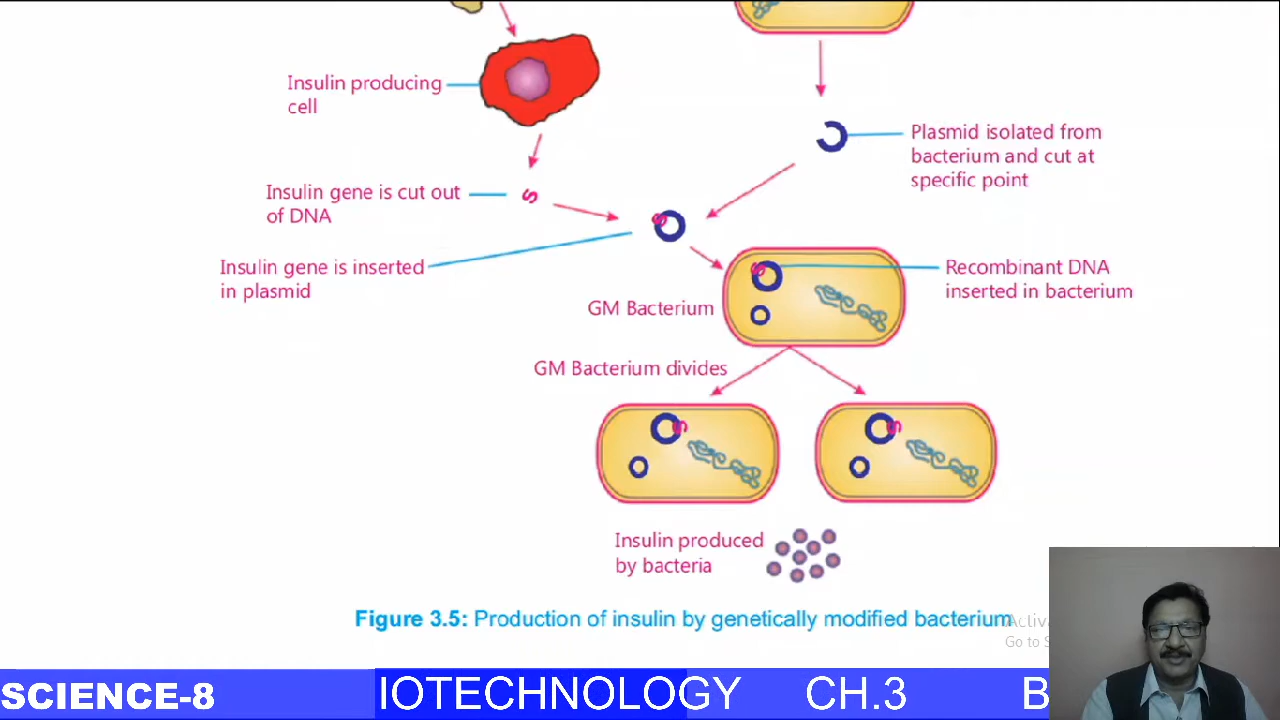 Insulin producing
cell
Plasmid isolated from
bacterium and cut at
specific point
Insulin gene is cut out
of DNA
Insulin gene is inserted
in plasmid
Recombinant DNA
inserted in bacterium
GM Bacterium
GM Bacterium divides
Insulin produced
by bacteria
Figure 3.5: Production of insulin by genetically modified bacterium
Go to
SCIENCE-8
IOTECHNOLOGY CH.3 B